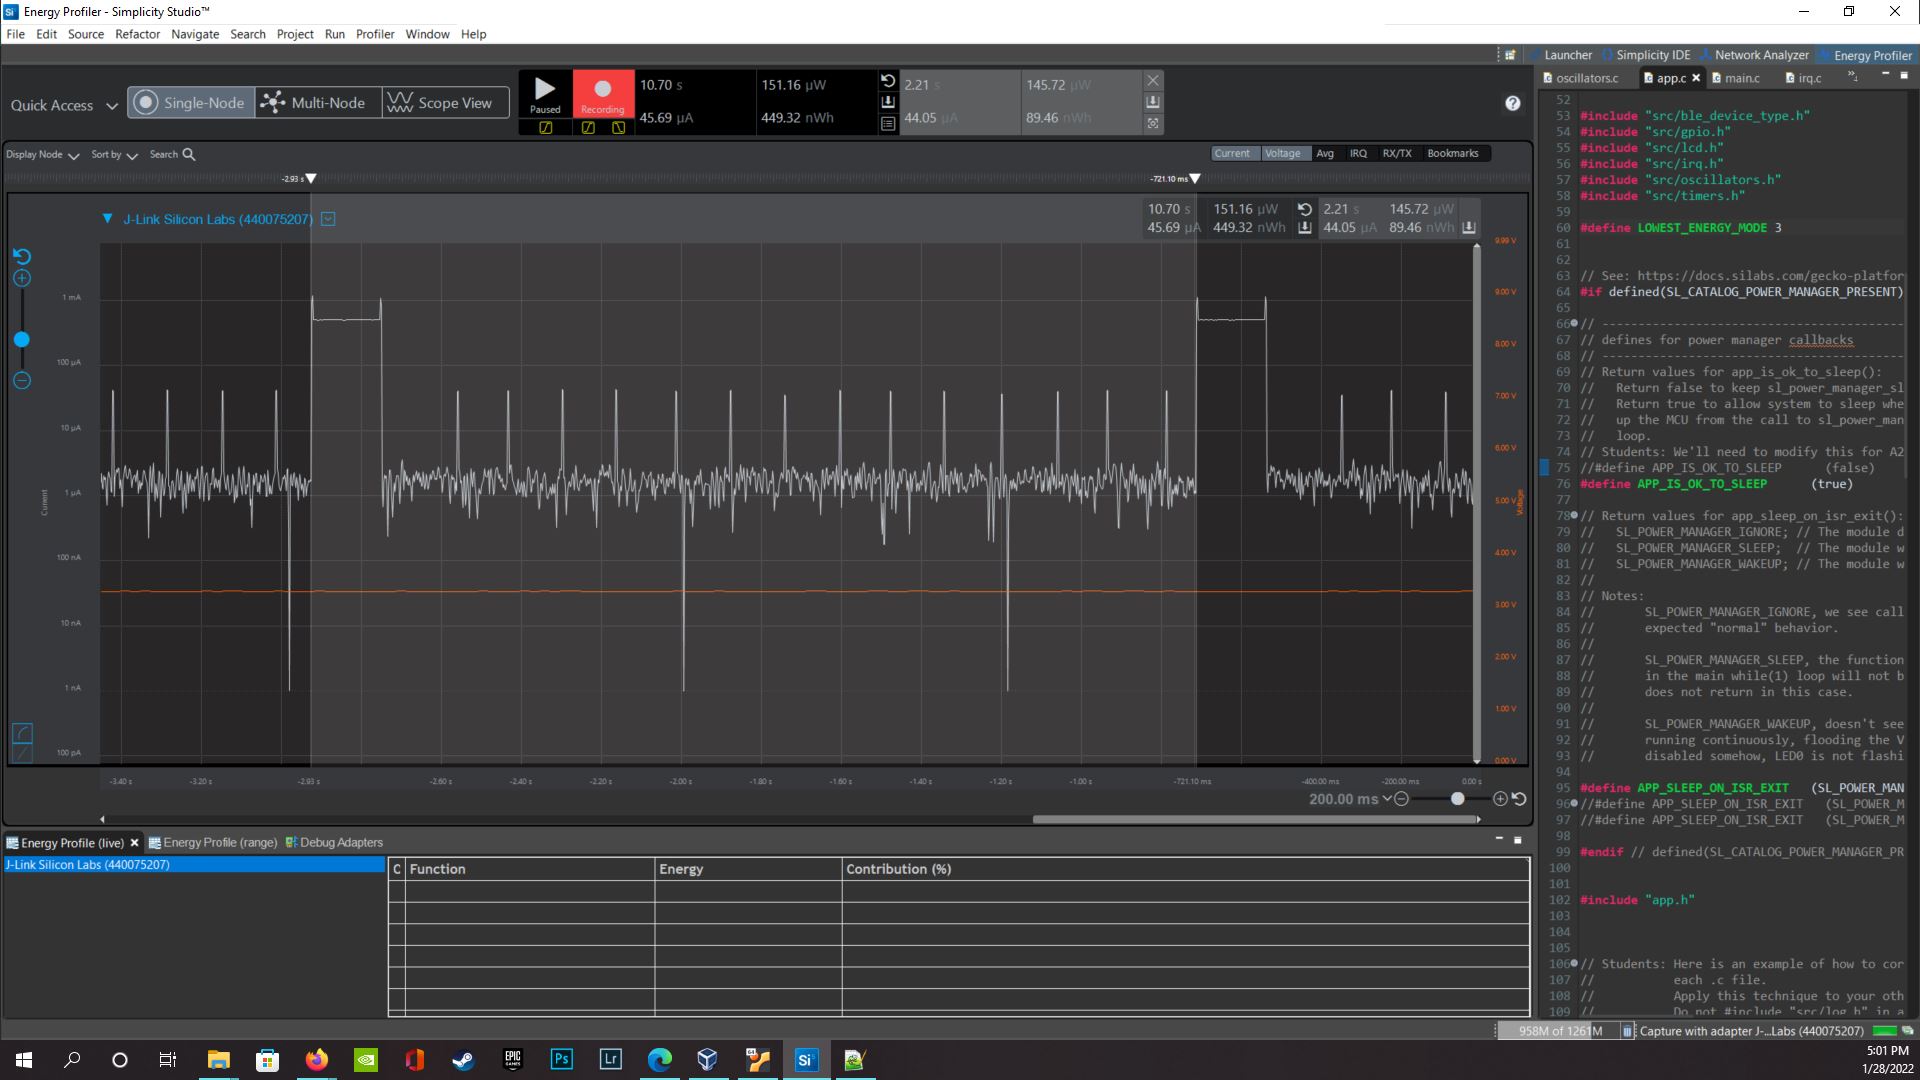 Energy Profiler - Simplicity Studio™
File Edit Source Refactor Navigate Search Project Run Profiler Window Help
Launcher Simplicity IDE Network Analyzer Energy Profiler
Quick Access Single-Node Multi-Node Scope View
Paused Recording
10.70 s 151.16 µW 2.21 s 145.72 µW
45.69 µA 449.32 nWh 44.05 µA 89.46 nWh
Display Node Sort by Search
Current Voltage Avg IRQ RX/TX Bookmarks
-2.93 s -721.10 ms
J-Link Silicon Labs (440075207)
10.70 s 151.16 µW 2.21 s 145.72 µW
45.69 µA 449.32 nWh 44.05 µA 89.46 nWh
1 mA
100 µA
10 µA
1 µA
100 nA
10 nA
1 nA
100 pA
Current
9.99 V
9.00 V
8.00 V
7.00 V
6.00 V
5.00 V
4.00 V
3.00 V
2.00 V
1.00 V
0.00 V
Voltage
-3.40 s -3.20 s -2.93 s -2.60 s -2.40 s -2.20 s -2.00 s -1.80 s -1.60 s -1.40 s -1.20 s -1.00 s -721.10 ms -400.00 ms -200.00 ms 0.00 s
200.00 ms
Energy Profile (live) Energy Profile (range) Debug Adapters
J-Link Silicon Labs (440075207)
C Function Energy Contribution (%)
oscillators.c app.c main.c irq.c
52
53 #include "src/ble_device_type.h"
54 #include "src/gpio.h"
55 #include "src/lcd.h"
56 #include "src/irq.h"
57 #include "src/oscillators.h"
58 #include "src/timers.h"
59
60 #define LOWEST_ENERGY_MODE 3
61
62
63 // See: https://docs.silabs.com/gecko-platfor
64 #if defined(SL_CATALOG_POWER_MANAGER_PRESENT)
65
66 // ------------------------------------------
67 // defines for power manager callbacks
68 // ------------------------------------------
69 // Return values for app_is_ok_to_sleep():
70 // Return false to keep sl_power_manager_sl
71 // Return true to allow system to sleep whe
72 // up the MCU from the call to sl_power_man
73 // loop.
74 // Students: We'll need to modify this for A2
75 //#define APP_IS_OK_TO_SLEEP (false)
76 #define APP_IS_OK_TO_SLEEP (true)
77
78 // Return values for app_sleep_on_isr_exit():
79 // SL_POWER_MANAGER_IGNORE; // The module d
80 // SL_POWER_MANAGER_SLEEP; // The module w
81 // SL_POWER_MANAGER_WAKEUP; // The module w
82 //
83 // Notes:
84 // SL_POWER_MANAGER_IGNORE, we see call
85 // expected "normal" behavior.
86 //
87 // SL_POWER_MANAGER_SLEEP, the function
88 // in the main while(1) loop will not b
89 // does not return in this case.
90 //
91 // SL_POWER_MANAGER_WAKEUP, doesn't see
92 // running continuously, flooding the V
93 // disabled somehow, LED0 is not flashi
94
95 #define APP_SLEEP_ON_ISR_EXIT (SL_POWER_MAN
96 //#define APP_SLEEP_ON_ISR_EXIT (SL_POWER_M
97 //#define APP_SLEEP_ON_ISR_EXIT (SL_POWER_M
98
99 #endif // defined(SL_CATALOG_POWER_MANAGER_PR
100
101
102 #include "app.h"
103
104
105
106 // Students: Here is an example of how to cor
107 // each .c file.
108 // Apply this technique to your oth
109 // Do not #include "src/log.h" in a
958M of 1261M Capture with adapter J-...Labs (440075207)
5:01 PM
1/28/2022